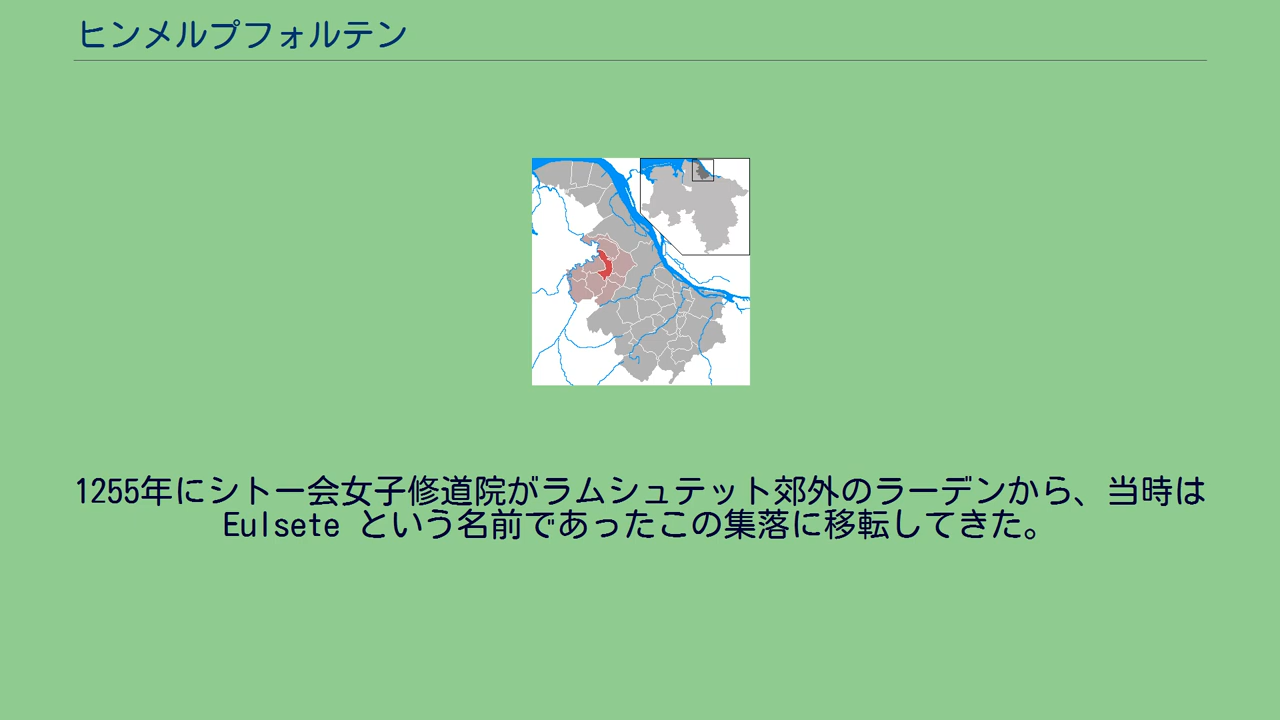 ヒンメルプフォルテン
1255年にシトー会女子修道院がラムシュテット郊外のラーデンから、当時は
Eulsete という名前であったこの集落に移転してきた。